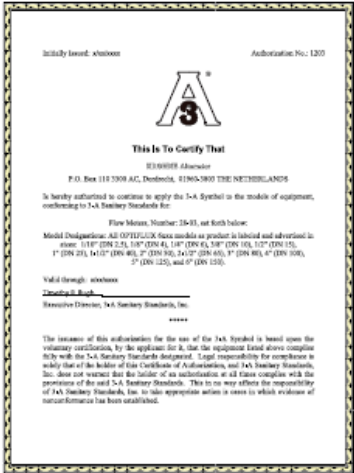 Initially Issued: xx/xx/xxxx Authorization No.: 1203
A
3
This Is To Certify That
KROHNE Altometer
P.O. Box 110 3300 AC, Dordrecht, 01960-3803 THE NETHERLANDS
Is hereby authorized to continue to apply the 3-A Symbol to the models of equipment,
conforming to 3-A Sanitary Standards for:
Flow Meters, Number: 28-03, set forth below:
Model Designations: All OPTIFLUX 6xxx models as product is labeled and advertised in
sizes: 1/10" (DN 2,5), 1/8" (DN 4), 1/4" (DN 6), 3/8" (DN 10), 1/2" (DN 15),
1" (DN 25), 1-1/2" (DN 40), 2" (DN 50), 2-1/2" (DN 65), 3" (DN 80), 4" (DN 100),
5" (DN 125), and 6" (DN 150).
Valid through:
Timothy R. Rugh
Executive Director, 3-A Sanitary Standards, Inc.
*****
The issuance of this authorization for the use of the 3-A Symbol is based upon the
voluntary certification, by the applicant for it, that the equipment listed above complies
fully with the 3-A Sanitary Standards designated. Legal responsibility for compliance is
solely that of the holder of this Certificate of Authorization, and 3-A Sanitary Standards,
Inc. does not warrant that the holder of an authorization at all times complies with the
provisions of the said 3-A Sanitary Standards. This in no way affects the responsibility
of 3-A Sanitary Standards, Inc. to take appropriate action in cases in which evidence of
nonconformance has been established.